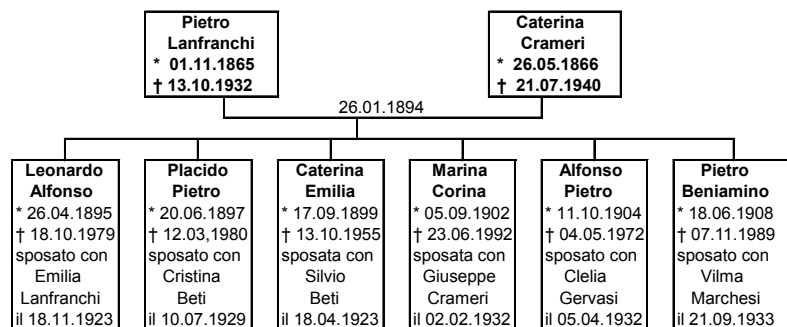 Pietro
Lanfranchi
* 01.11.1865
† 13.10.1932
Caterina
Crameri
* 26.05.1866
† 21.07.1940
26.01.1894
Leonardo
Alfonso
* 26.04.1895
† 18.10.1979
sposato con
Emilia
Lanfranchi
il 18.11.1923
Placido
Pietro
* 20.06.1897
† 12.03,1980
sposato con
Cristina
Beti
il 10.07.1929
Caterina
Emilia
* 17.09.1899
† 13.10.1955
sposata con
Silvio
Beti
il 18.04.1923
Marina
Corina
* 05.09.1902
† 23.06.1992
sposata con
Giuseppe
Crameri
il 02.02.1932
Alfonso
Pietro
* 11.10.1904
† 04.05.1972
sposato con
Clelia
Gervasi
il 05.04.1932
Pietro
Beniamino
* 18.06.1908
† 07.11.1989
sposato con
Vilma
Marchesi
il 21.09.1933